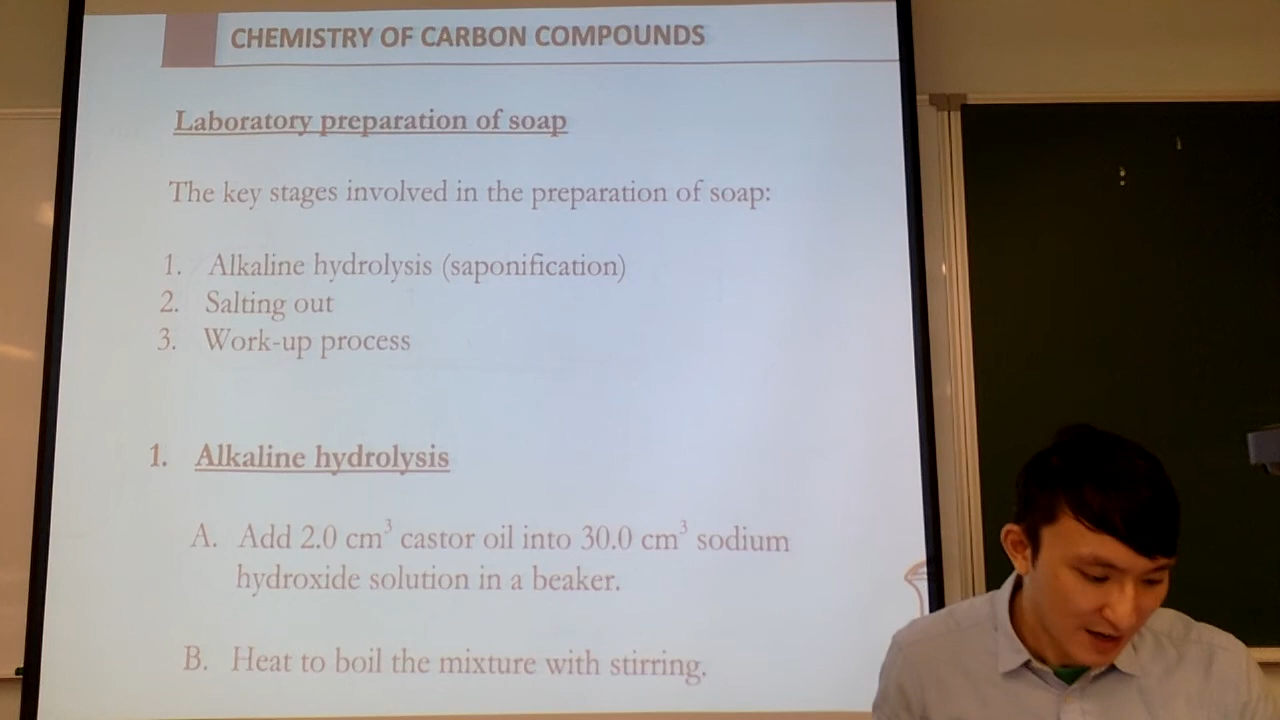 CHEMISTRY OF CARBON COMPOUNDS
Laboratory preparation of soap
The key stages involved in the preparation of soap:
1. Alkaline hydrolysis (saponification)
2. Salting out
3. Work-up process
1. Alkaline hydrolysis
A. Add 2.0 cm³ castor oil into 30.0 cm³ sodium
hydroxide solution in a beaker.
B. Heat to boil the mixture with stirring.